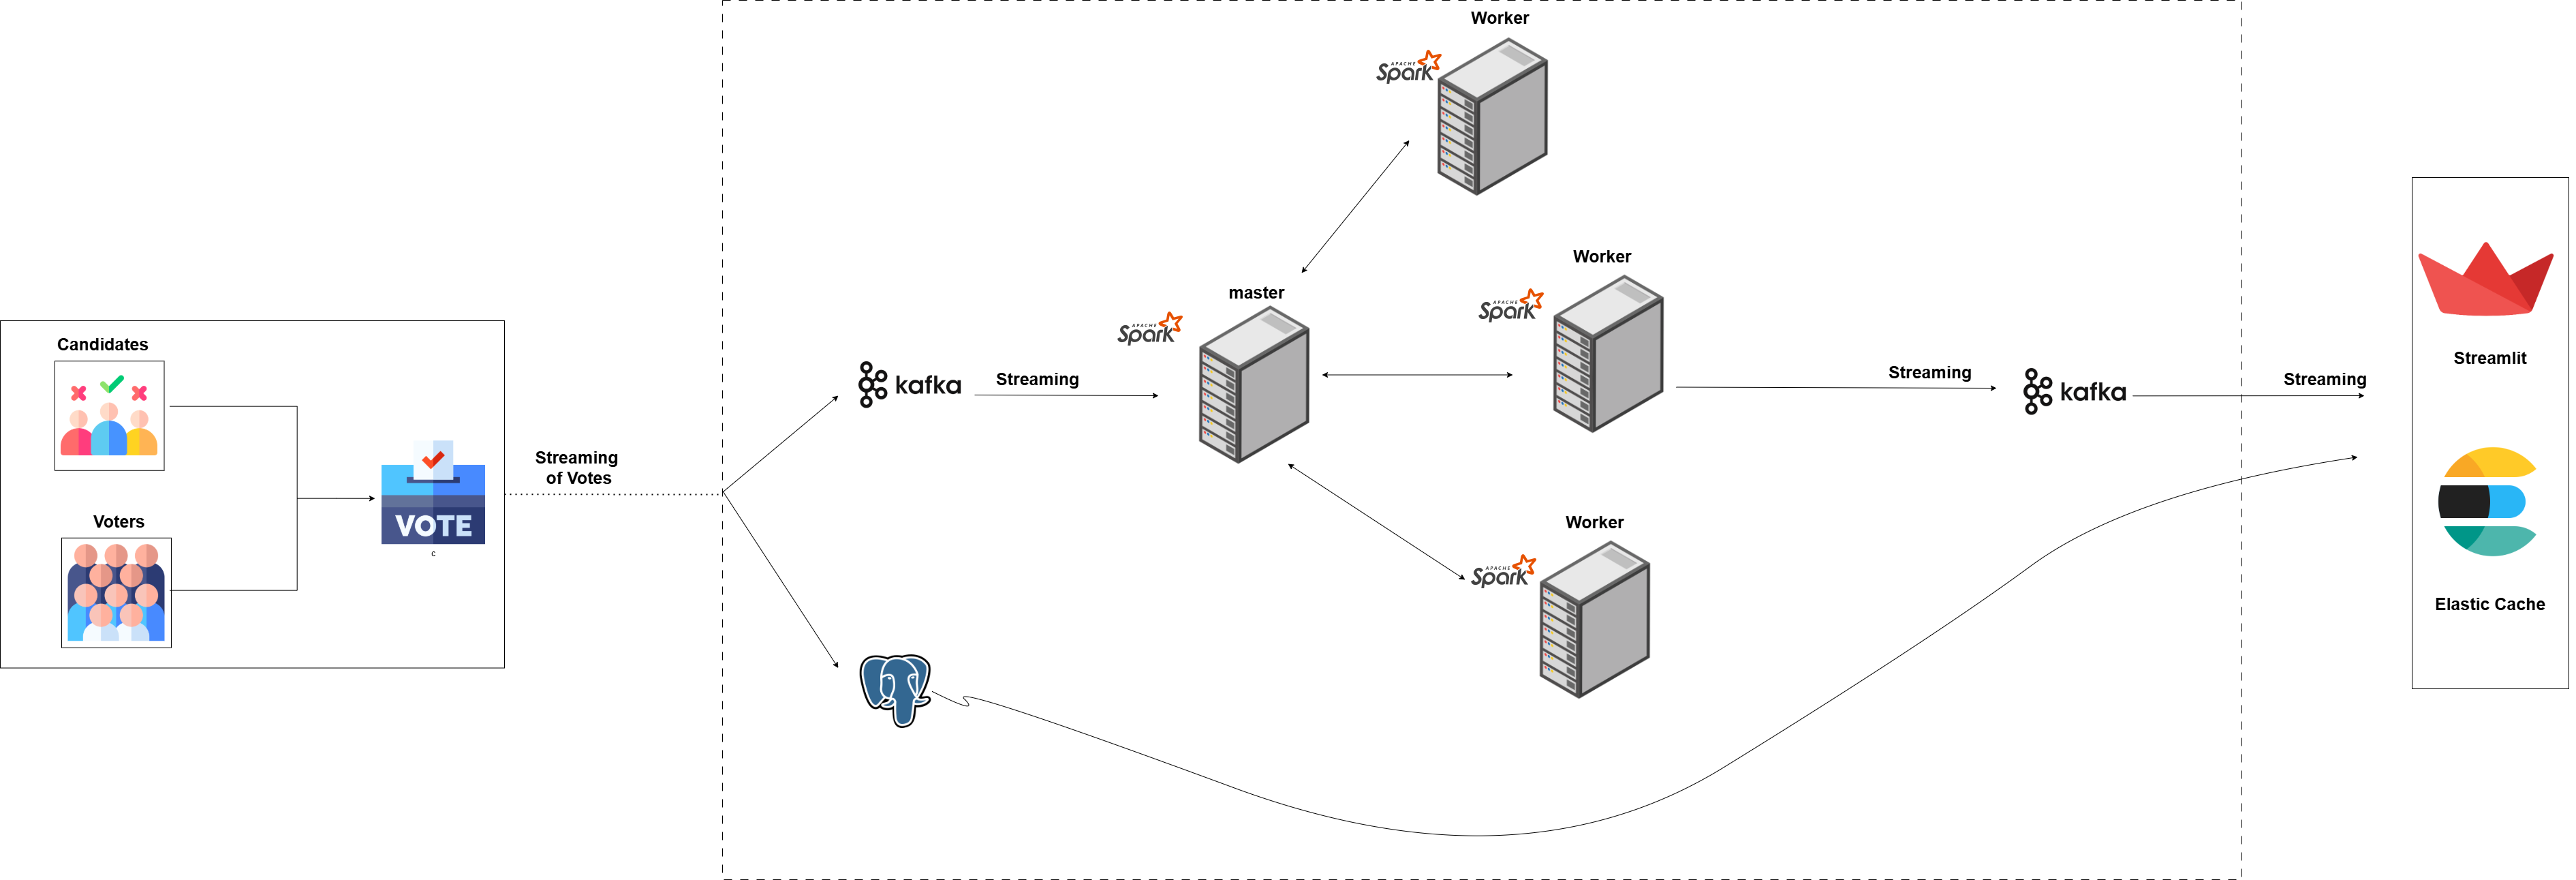 Candidates
Voters
VOTE
c
Streaming
of Votes
kafka
Streaming
master
APACHE
Spark
Worker
APACHE
Spark
Worker
APACHE
Spark
Worker
APACHE
Spark
Streaming
kafka
Streaming
Streamlit
Elastic Cache